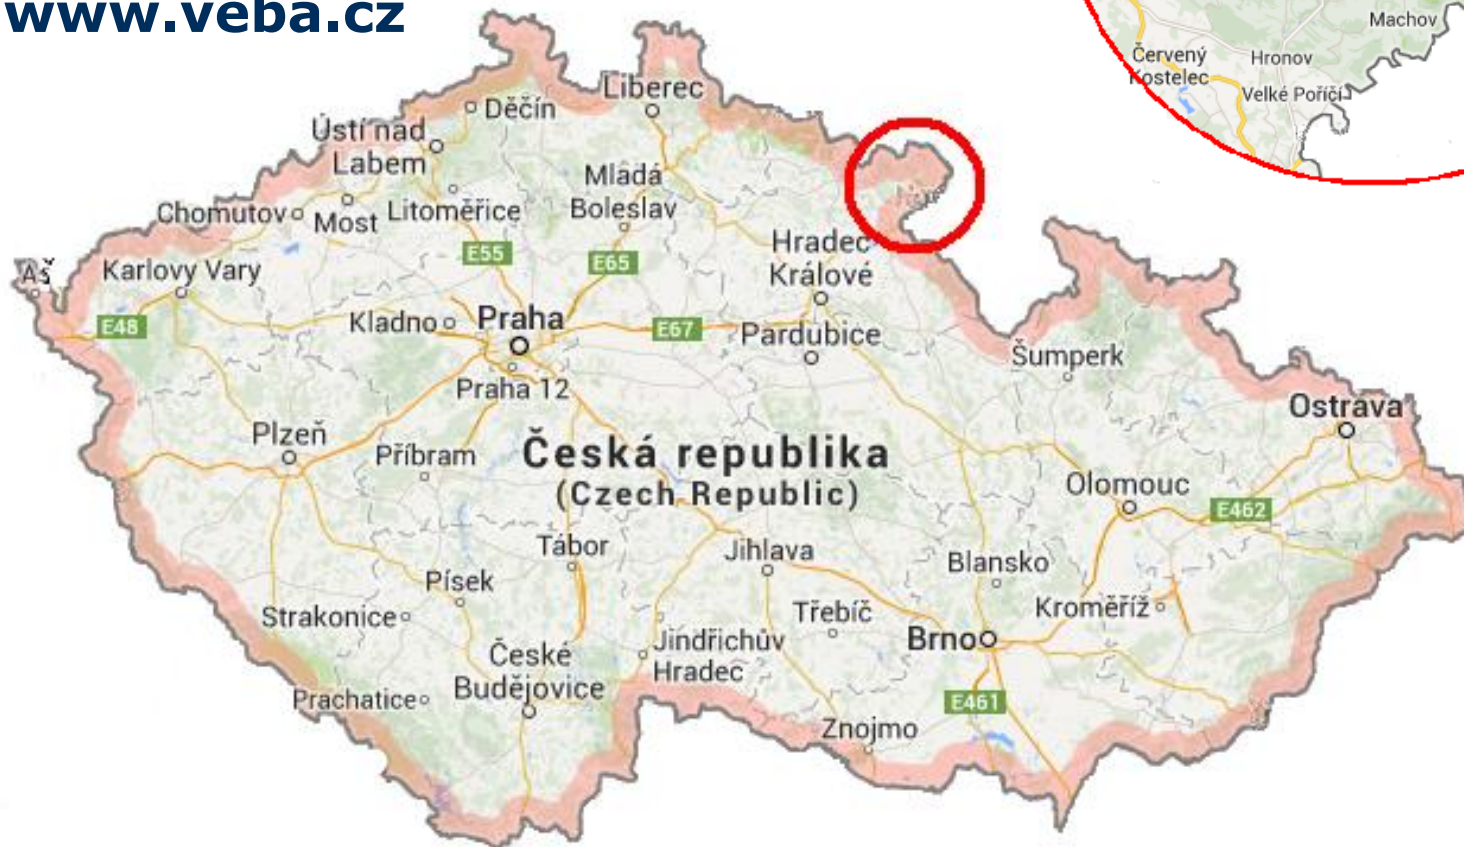 www.veba.cz
Machov
Červený
Kostelec
Hronov
Velké Poříčí
Liberec
Děčín
Ústí nad
Labem
Mladá
Boleslav
Chomutov
Most
Litoměřice
Hradec
Králové
E55
E65
Aš
Karlovy Vary
E48
Kladno
Praha
E67
Pardubice
Praha 12
Šumperk
Ostrava
Plzeň
Příbram
Česká republika
(Czech Republic)
Olomouc
E462
Tábor
Jihlava
Blansko
Písek
Strakonice
Třebíč
Kroměříž
Brno
Jindřichův
Hradec
České
Budějovice
Prachatice
E461
Znojmo